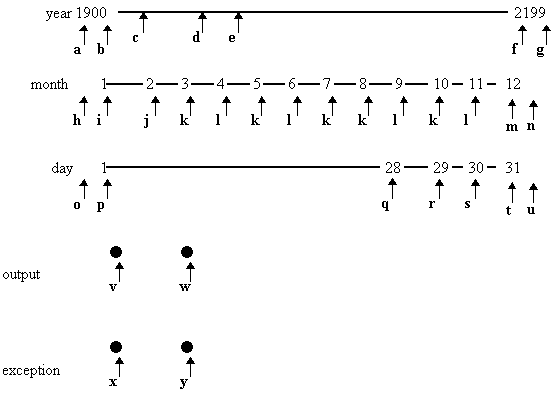 year 1900 2199
a b c d e f g
month 1 2 3 4 5 6 7 8 9 10 11 12
h i j k l k l k k l k l m n
day 1 28 29 30 31
o p q r s t u
output
v w
exception
x y